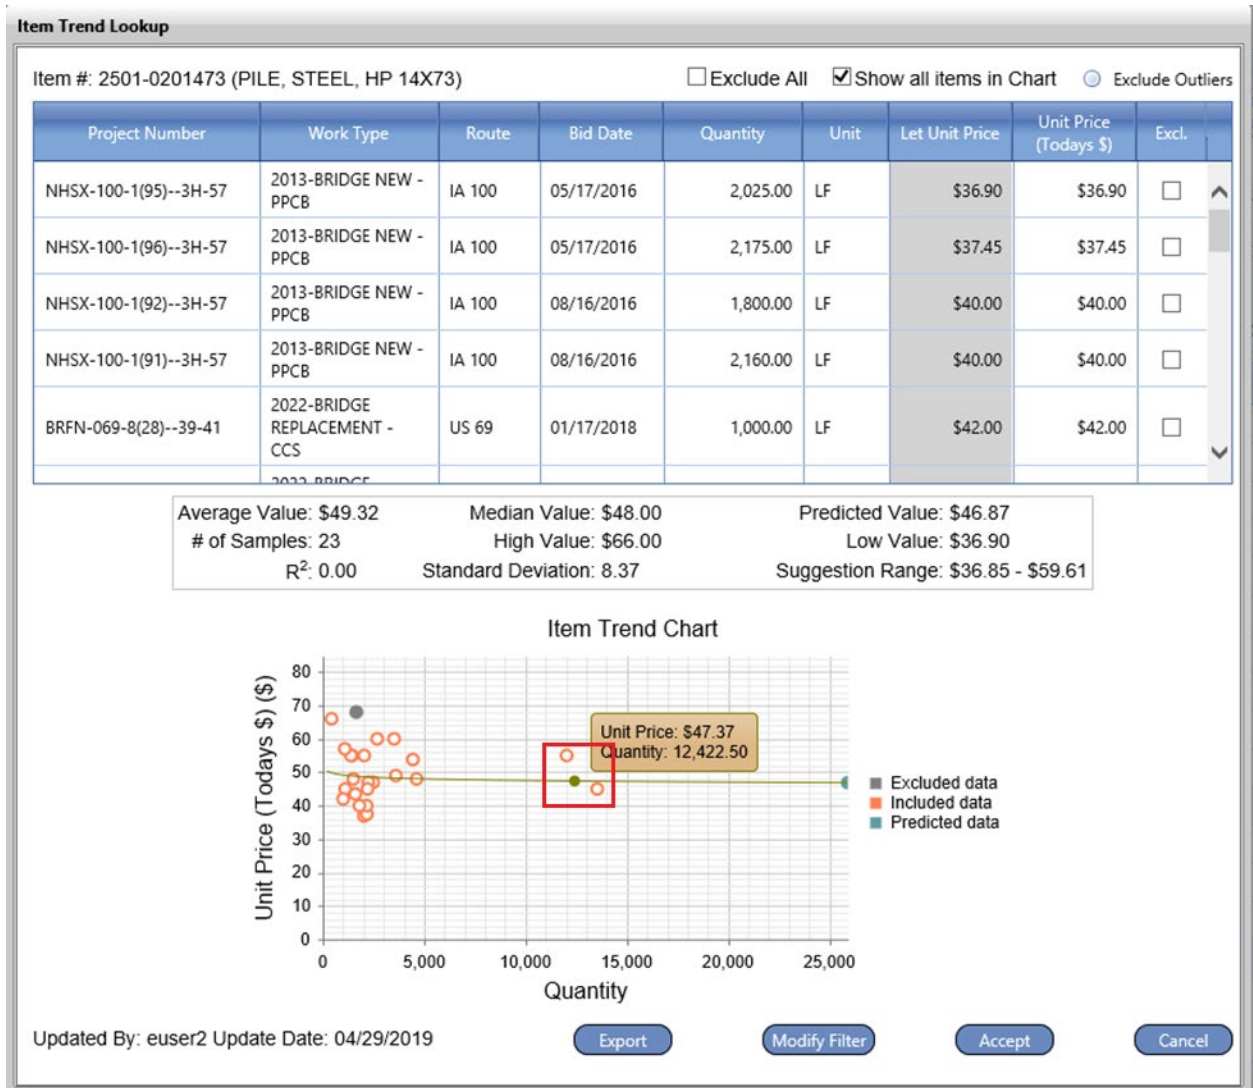 Item Trend Lookup
Item #: 2501-0201473 (PILE, STEEL, HP 14X73) Exclude All Show all items in Chart Exclude Outliers
Project Number Work Type Route Bid Date Quantity Unit Let Unit Price Unit Price (Todays $) Excl.
NHSX-100-1(95)--3H-57 2013-BRIDGE NEW - PPCB IA 100 05/17/2016 2,025.00 LF $36.90 $36.90
NHSX-100-1(96)--3H-57 2013-BRIDGE NEW - PPCB IA 100 05/17/2016 2,175.00 LF $37.45 $37.45
NHSX-100-1(92)--3H-57 2013-BRIDGE NEW - PPCB IA 100 08/16/2016 1,800.00 LF $40.00 $40.00
NHSX-100-1(91)--3H-57 2013-BRIDGE NEW - PPCB IA 100 08/16/2016 2,160.00 LF $40.00 $40.00
BRFN-069-8(28)--39-41 2022-BRIDGE REPLACEMENT - CCS US 69 01/17/2018 1,000.00 LF $42.00 $42.00
Average Value: $49.32 Median Value: $48.00 Predicted Value: $46.87
# of Samples: 23 High Value: $66.00 Low Value: $36.90
R²: 0.00 Standard Deviation: 8.37 Suggestion Range: $36.85 - $59.61
Item Trend Chart
Unit Price (Todays $) ($)
80
70
60
50
40
30
20
10
0
Unit Price: $47.37
Quantity: 12,422.50
Excluded data
Included data
Predicted data
0 5,000 10,000 15,000 20,000 25,000
Quantity
Updated By: euser2 Update Date: 04/29/2019 Export Modify Filter Accept Cancel